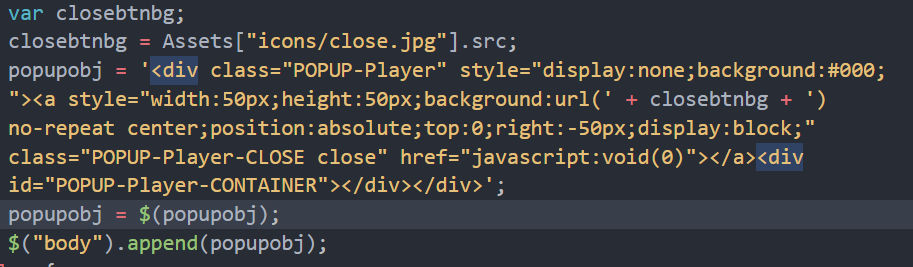 var closebtnbg;
closebtnbg = Assets["icons/close.jpg"].src;
popupobj = '<div class="POPUP-Player" style="display:none;background:#000;
"><a style="width:50px;height:50px;background:url(' + closebtnbg + ')
no-repeat center;position:absolute;top:0;right:-50px;display:block;"
class="POPUP-Player-CLOSE close" href="javascript:void(0)"></a><div
id="POPUP-Player-CONTAINER"></div></div>';
popupobj = $(popupobj);
$("body").append(popupobj);